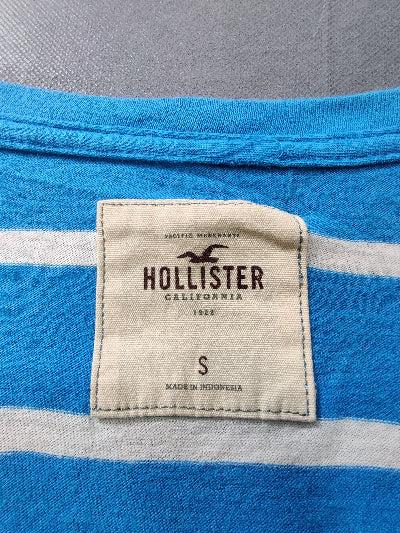 PACIFIC MERCHANTS
HOLLISTER
CALIFORNIA
1922
S
MADE IN INDONESIA